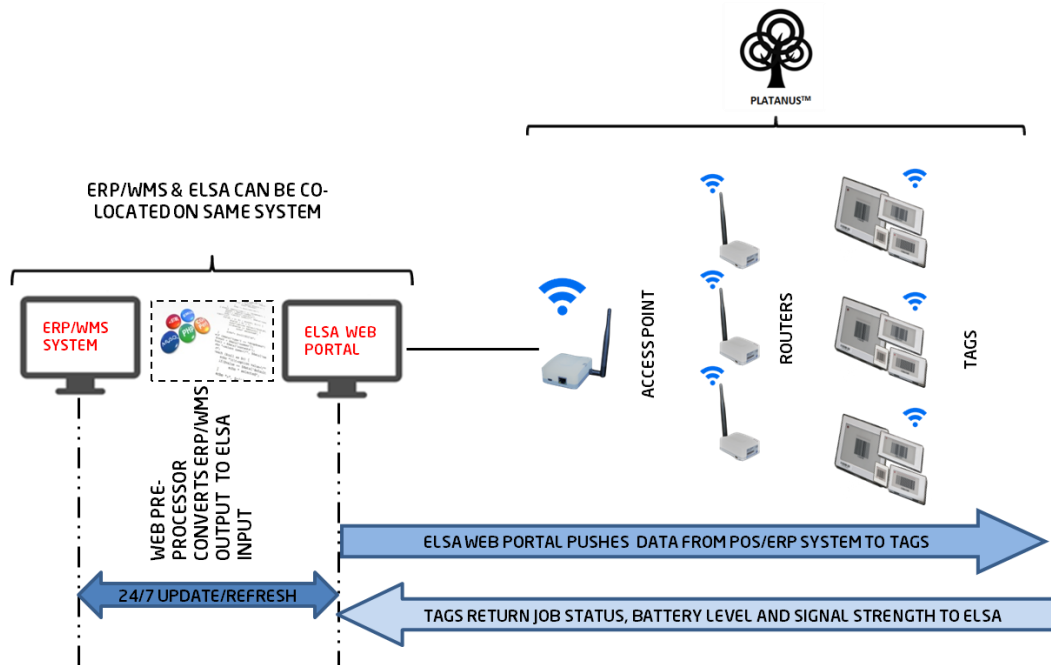 PLATANUS™
ERP/WMS & ELSA CAN BE CO-
LOCATED ON SAME SYSTEM
ERP/WMS
SYSTEM
ELSA WEB
PORTAL
ACCESS POINT
ROUTERS
TAGS
WEB PRE-
PROCESSOR
CONVERTS ERP/WMS
OUTPUT TO ELSA
INPUT
ELSA WEB PORTAL PUSHES DATA FROM POS/ERP SYSTEM TO TAGS
24/7 UPDATE/REFRESH
TAGS RETURN JOB STATUS, BATTERY LEVEL AND SIGNAL STRENGTH TO ELSA